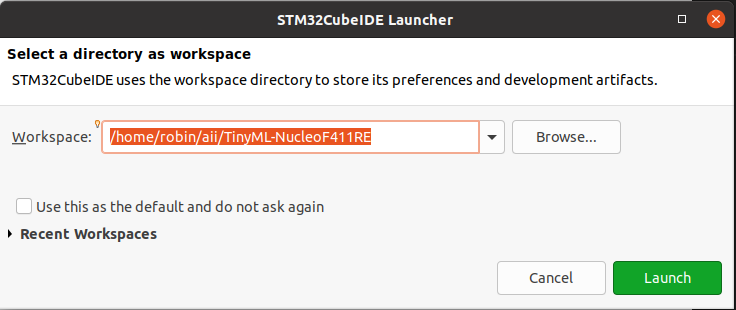 STM32CubeIDE Launcher
Select a directory as workspace
STM32CubeIDE uses the workspace directory to store its preferences and development artifacts.
Workspace: /home/robin/aii/TinyML-NucleoF411RE Browse...
Use this as the default and do not ask again
Recent Workspaces
Cancel Launch